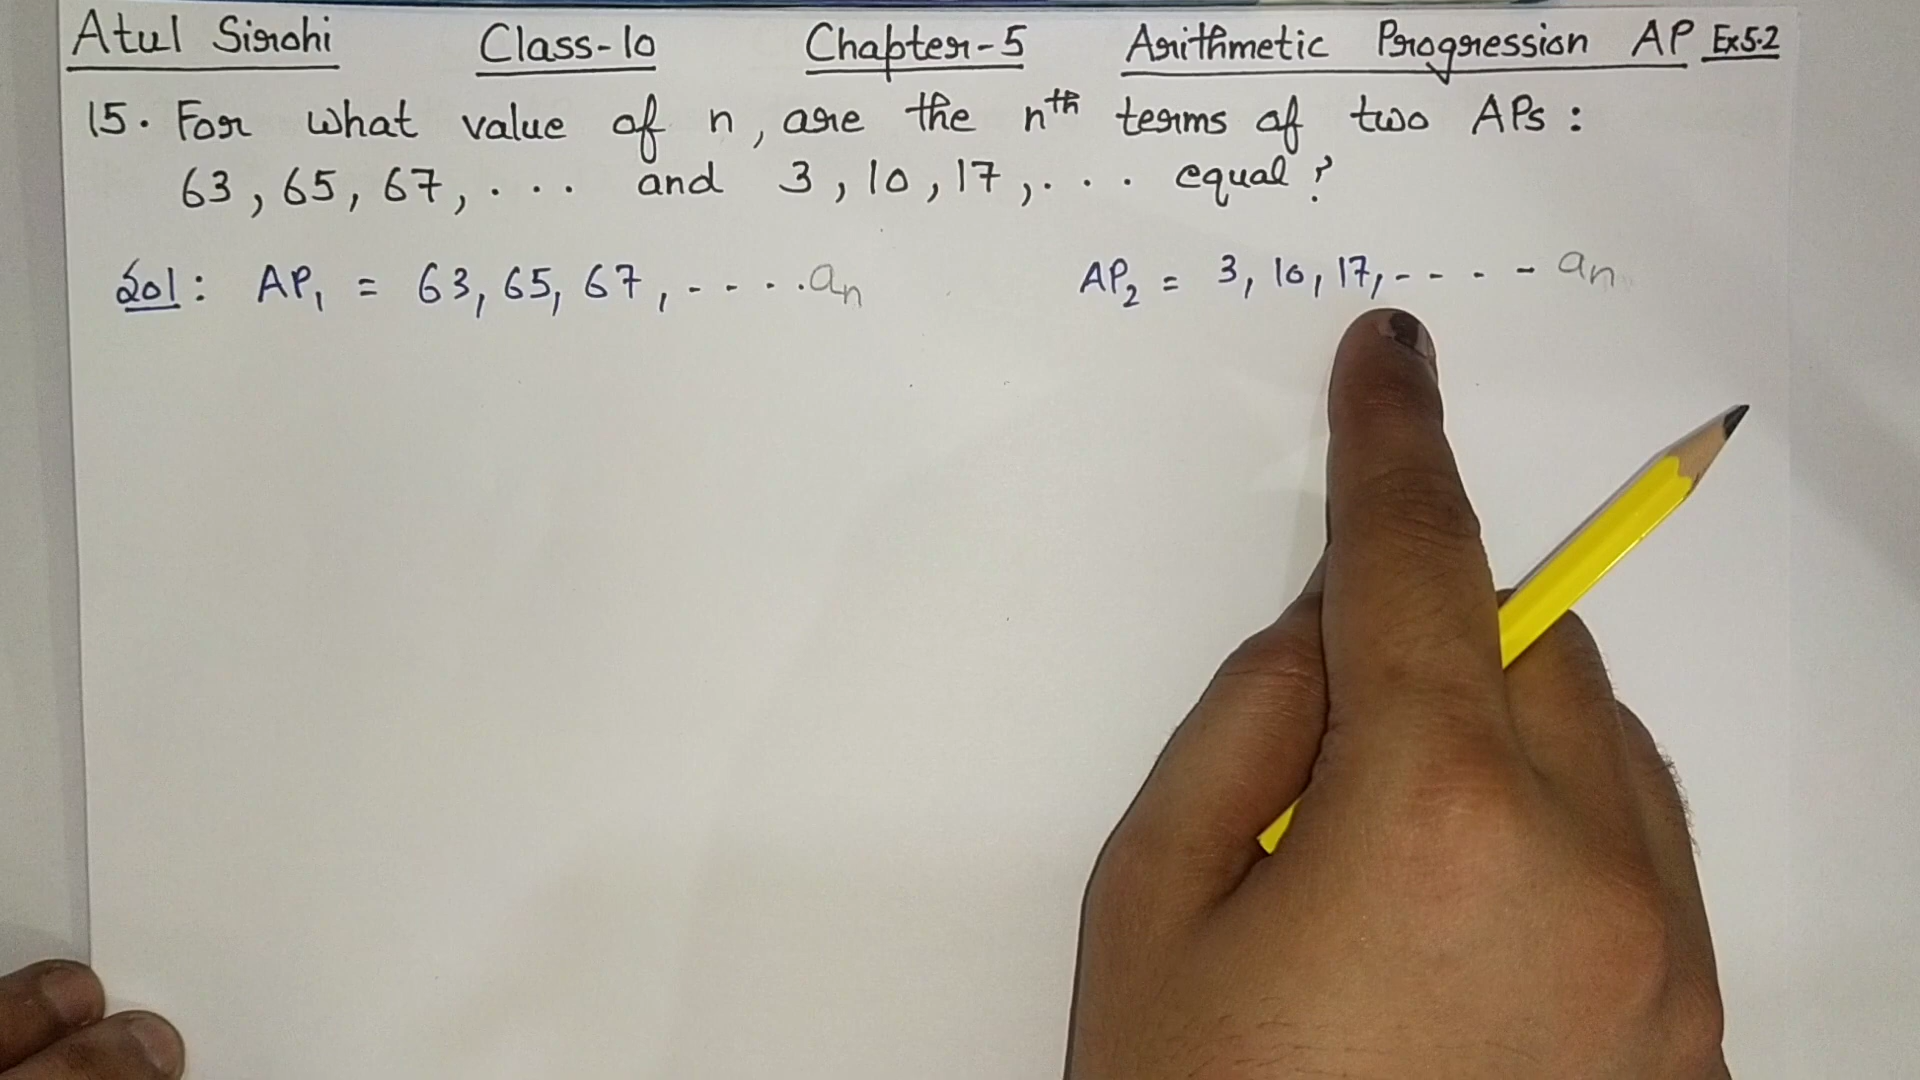 Atul Sirohi Class-10 Chapter-5 Arithmetic Progression AP Ex5.2
15. For what value of n, are the nth terms of two APs :
63, 65, 67, . . . and 3, 10, 17, . . . equal ?
Sol : AP₁ = 63, 65, 67, - - - . . aₙ AP₂ = 3, 10, 17, - - - - - aₙ